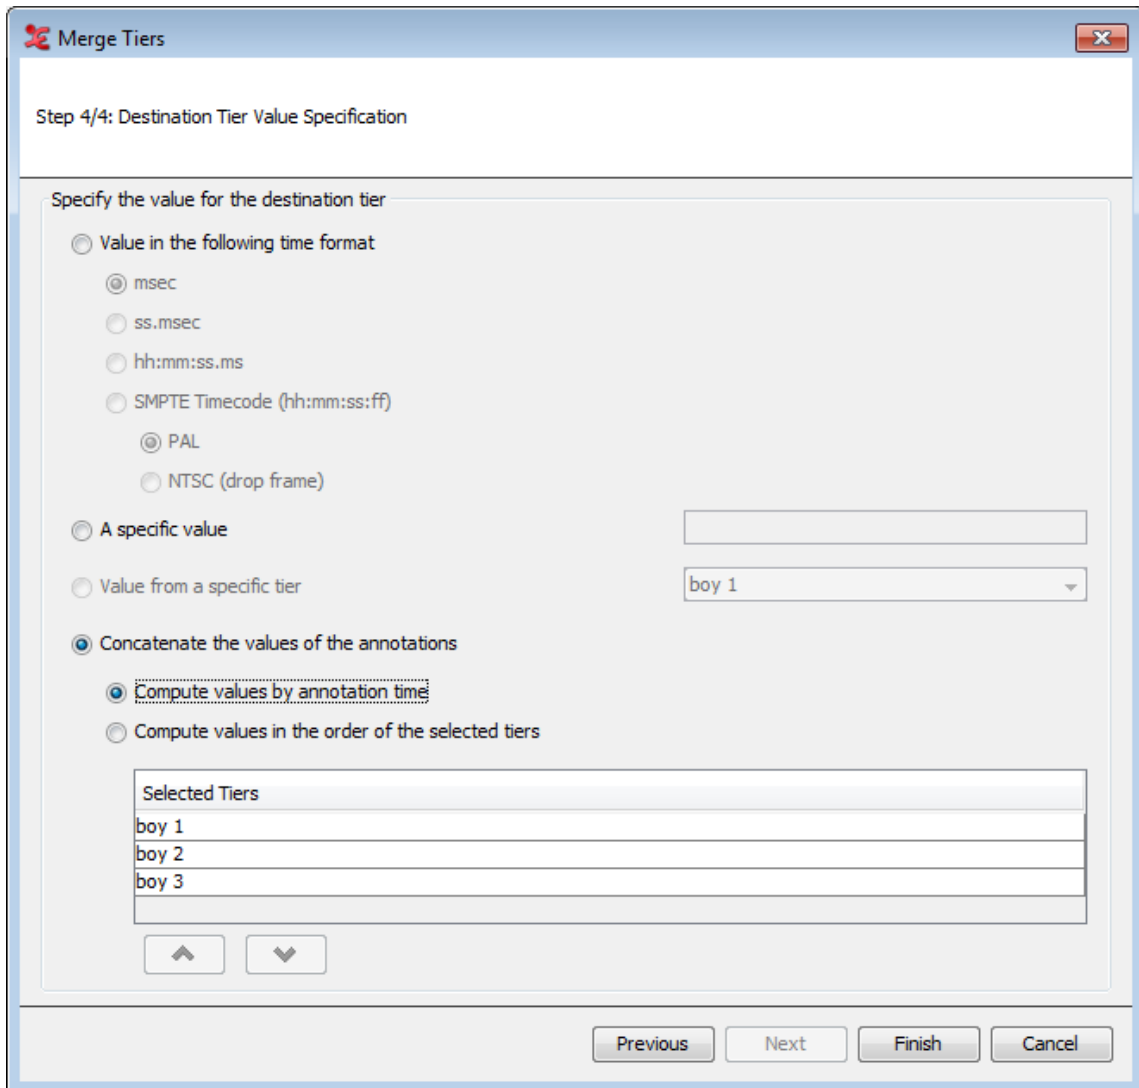 Merge Tiers
Step 4/4: Destination Tier Value Specification
Specify the value for the destination tier
Value in the following time format
msec
ss.msec
hh:mm:ss.ms
SMPTE Timecode (hh:mm:ss:ff)
PAL
NTSC (drop frame)
A specific value
Value from a specific tier boy 1
Concatenate the values of the annotations
Compute values by annotation time
Compute values in the order of the selected tiers
Selected Tiers
boy 1
boy 2
boy 3
Previous Next Finish Cancel